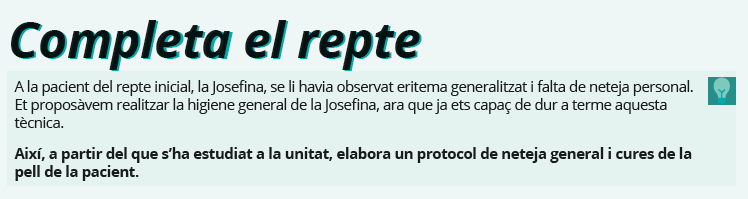 Completa el repte
A la pacient del repte inicial, la Josefina, se li havia observat eritema generalitzat i falta de neteja personal.
Et proposàvem realitzar la higiene general de la Josefina, ara que ja ets capaç de dur a terme aquesta
tècnica.
Així, a partir del que s’ha estudiat a la unitat, elabora un protocol de neteja general i cures de la
pell de la pacient.